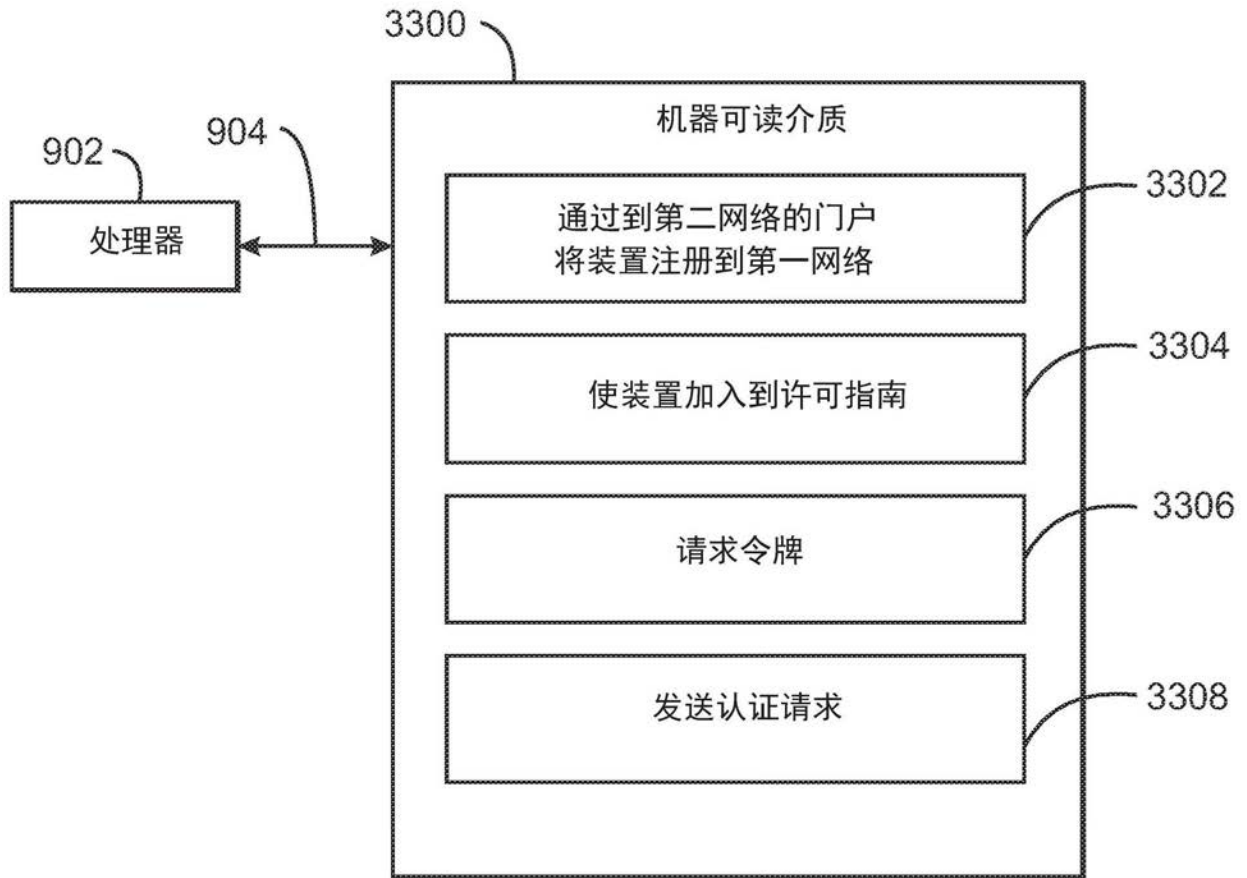 3300
机器可读介质
904
902
处理器
通过到第二网络的门户
将装置注册到第一网络
3302
使装置加入到许可指南
3304
请求令牌
3306
发送认证请求
3308